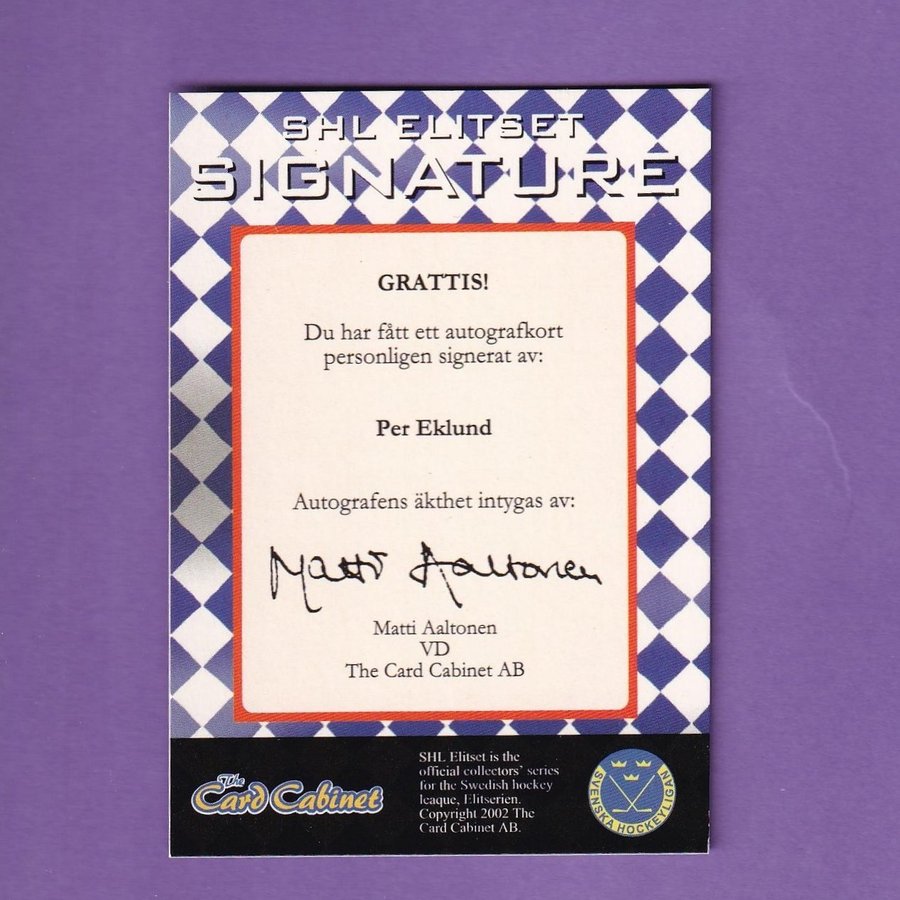 SHL ELITSET
SIGNATURE
GRATTIS!
Du har fått ett autografkort
personligen signerat av:
Per Eklund
Autografens äkthet intygas av:
Matti Aaltonen
Matti Aaltonen
VD
The Card Cabinet AB
The
Card Cabinet
SHL Elitset is the
official collectors' series
for the Swedish hockey
leaque, Elitserien.
Copyright 2002 The
Card Cabinet AB.
SVENSKA HOCKEYLIGAN